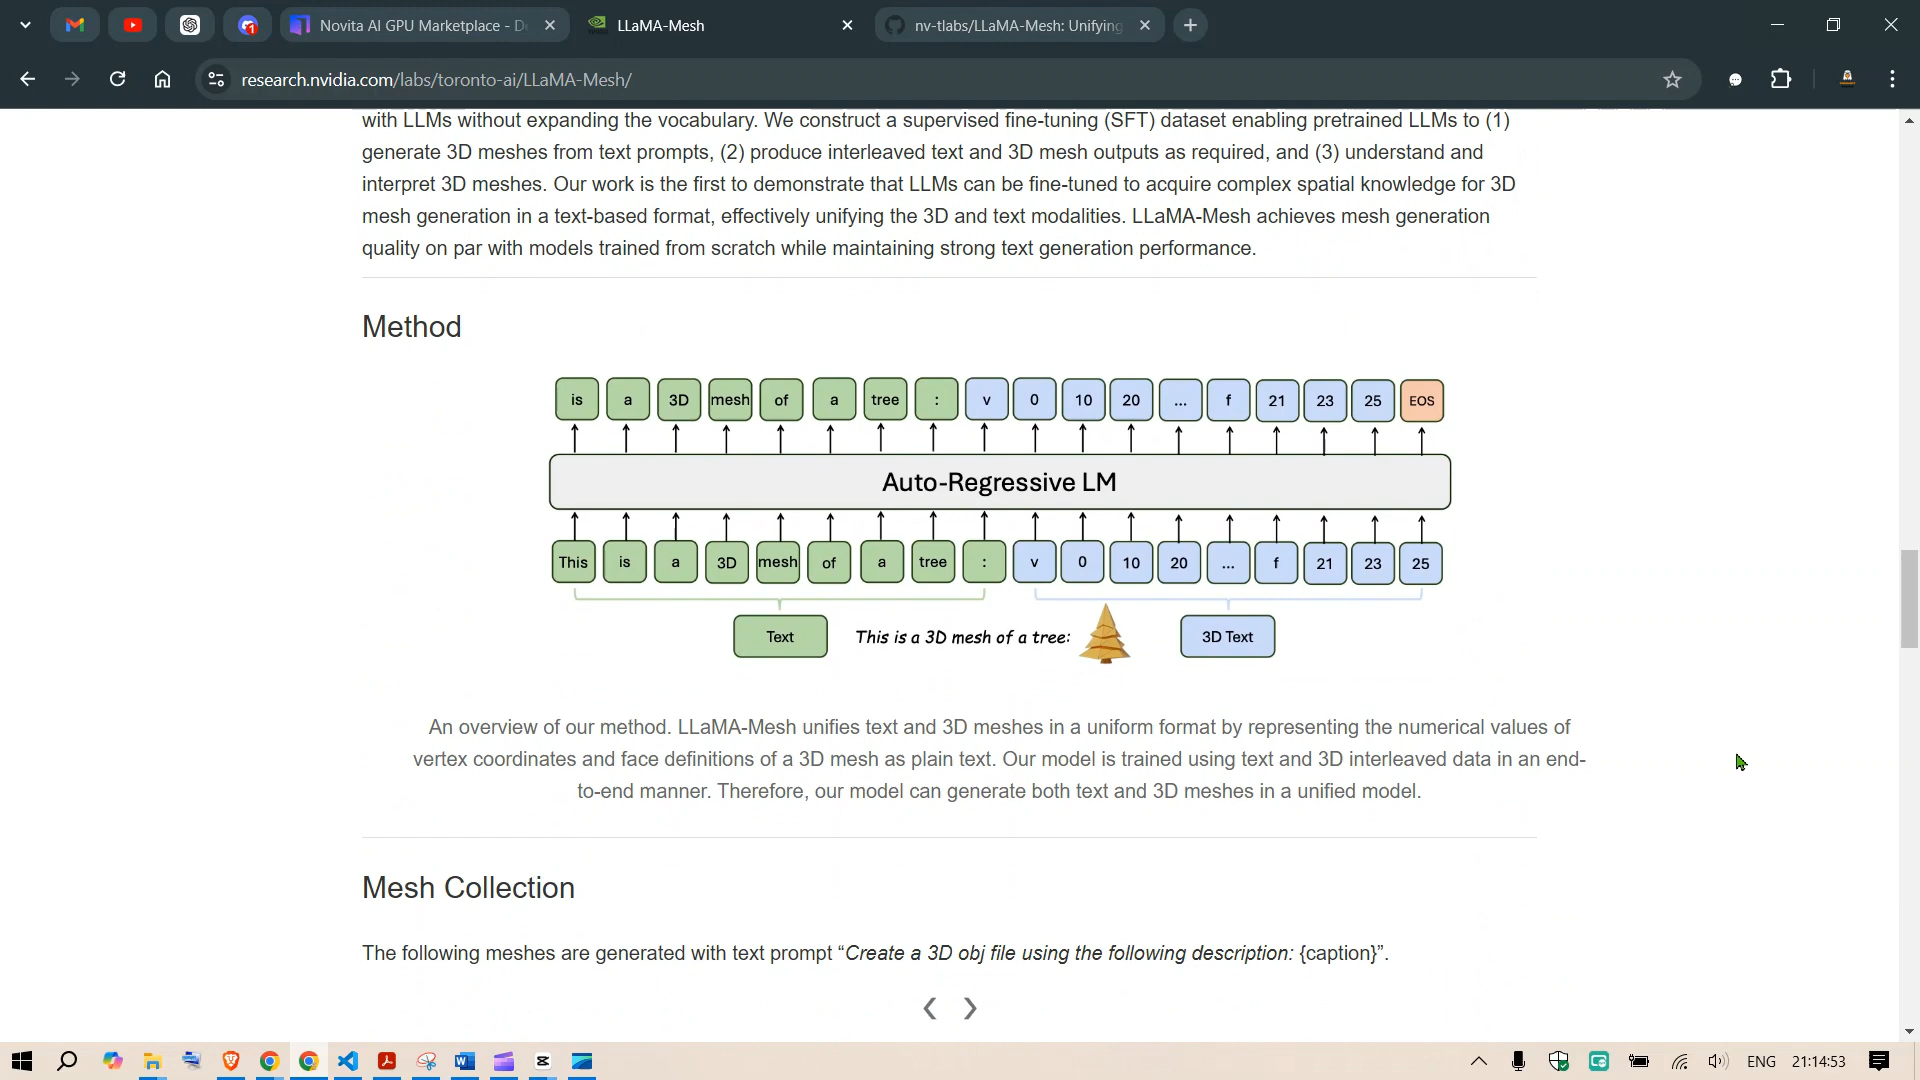 Novita AI GPU Marketplace - D
LLaMA-Mesh
nv-tlabs/LLaMA-Mesh: Unifying
research.nvidia.com/labs/toronto-ai/LLaMA-Mesh/
with LLMs without expanding the vocabulary. We construct a supervised fine-tuning (SFT) dataset enabling pretrained LLMs to (1)
generate 3D meshes from text prompts, (2) produce interleaved text and 3D mesh outputs as required, and (3) understand and
interpret 3D meshes. Our work is the first to demonstrate that LLMs can be fine-tuned to acquire complex spatial knowledge for 3D
mesh generation in a text-based format, effectively unifying the 3D and text modalities. LLaMA-Mesh achieves mesh generation
quality on par with models trained from scratch while maintaining strong text generation performance.
Method
is a 3D mesh of a tree : v 0 10 20 ... f 21 23 25 EOS
Auto-Regressive LM
This is a 3D mesh of a tree : v 0 10 20 ... f 21 23 25
Text This is a 3D mesh of a tree: 3D Text
An overview of our method. LLaMA-Mesh unifies text and 3D meshes in a uniform format by representing the numerical values of
vertex coordinates and face definitions of a 3D mesh as plain text. Our model is trained using text and 3D interleaved data in an end-
to-end manner. Therefore, our model can generate both text and 3D meshes in a unified model.
Mesh Collection
The following meshes are generated with text prompt “Create a 3D obj file using the following description: {caption}”.
ENG 21:14:53